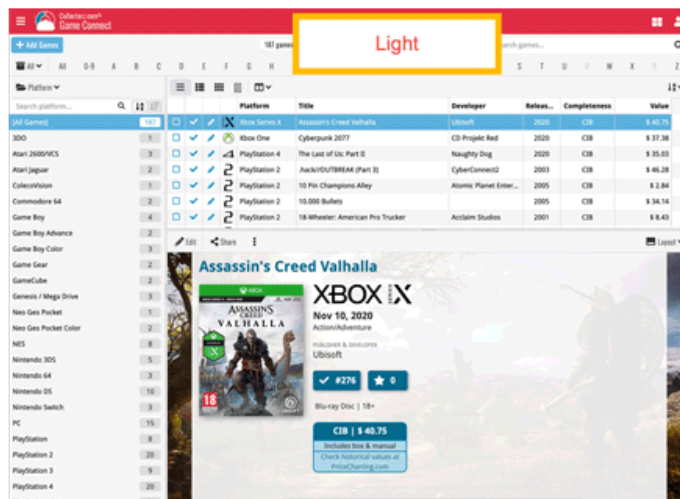 Collectorz.com
Game Connect
Light
+ Add Games
187 games
rch games...
All All 0-9 A B C D E F G H S T U V W X Y Z
Platform
Search platform...
Platform Title Developer Releas... Completeness Value
[All Games] 187
Xbox Series X Assassin's Creed Valhalla Ubisoft 2020 CIB $ 40.75
3DO 1
Xbox One Cyberpunk 2077 CD Projekt Red 2020 CIB $ 37.38
Atari 2600/VCS 3
PlayStation 4 The Last of Us: Part II Naughty Dog 2020 CIB $ 35.03
Atari Jaguar 2
PlayStation 2 .hack//OUTBREAK (Part 3) CyberConnect2 2003 CIB $ 46.28
ColecoVision 1
PlayStation 2 10 Pin Champions Alley Atomic Planet Enter... 2005 CIB $ 2.84
Commodore 64 2
PlayStation 2 10.000 Bullets 2005 CIB $ 34.14
Game Boy 4
PlayStation 2 18-Wheeler: American Pro Trucker Acclaim Studios 2001 CIB $ 8.43
Game Boy Advance 2
Game Boy Color 3
Game Gear 2
GameCube 2
Genesis / Mega Drive 3
Neo Geo Pocket 1
Neo Geo Pocket Color 2
NES 8
Nintendo 3DS 5
Nintendo 64 3
Nintendo DS 10
Nintendo Switch 3
PC 15
PlayStation 8
PlayStation 2 20
PlayStation 3 9
PlayStation 4 20
Edit Share Layout
Assassin's Creed Valhalla
XBOX
ASSASSIN'S
CREED
VALHALLA
18
XBOX SERIES X
Nov 10, 2020
Action/Adventure
PUBLISHER & DEVELOPER
Ubisoft
#276 0
Blu-ray Disc | 18+
CIB | $ 40.75
Includes box & manual
Check historical values at
PriceCharting.com